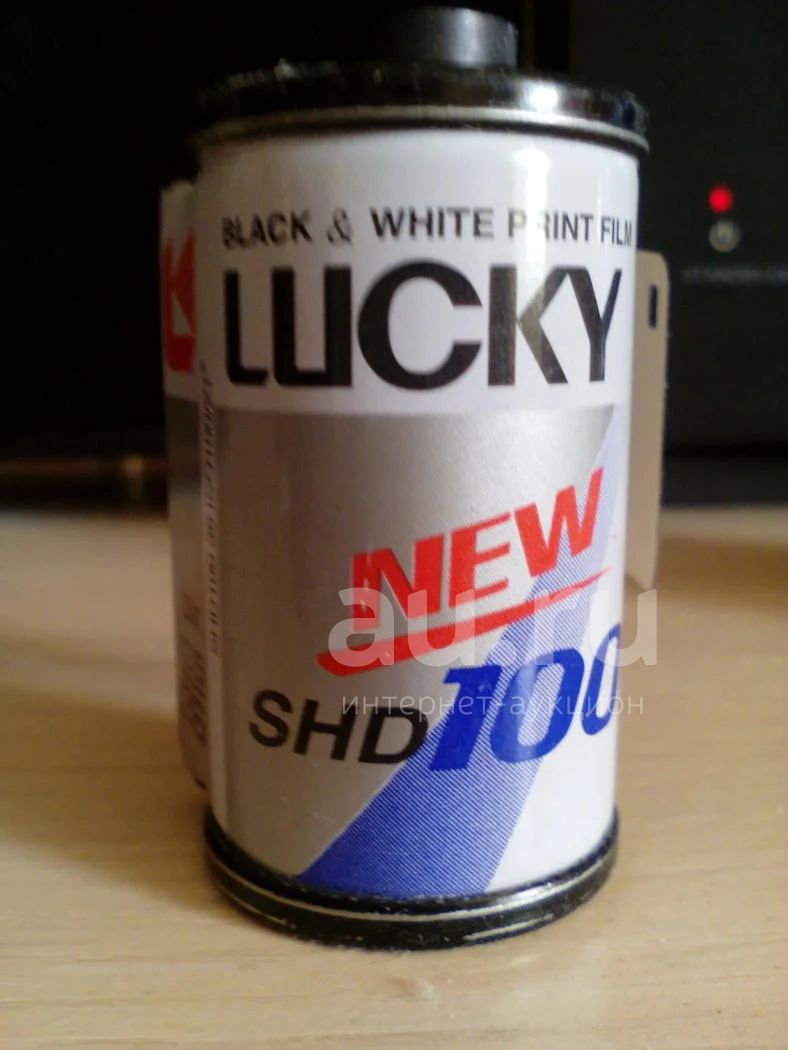 BLACK & WHITE PRINT FILM
LUCKY
NEW
SHD 100
au.ru
интернет-аукцион